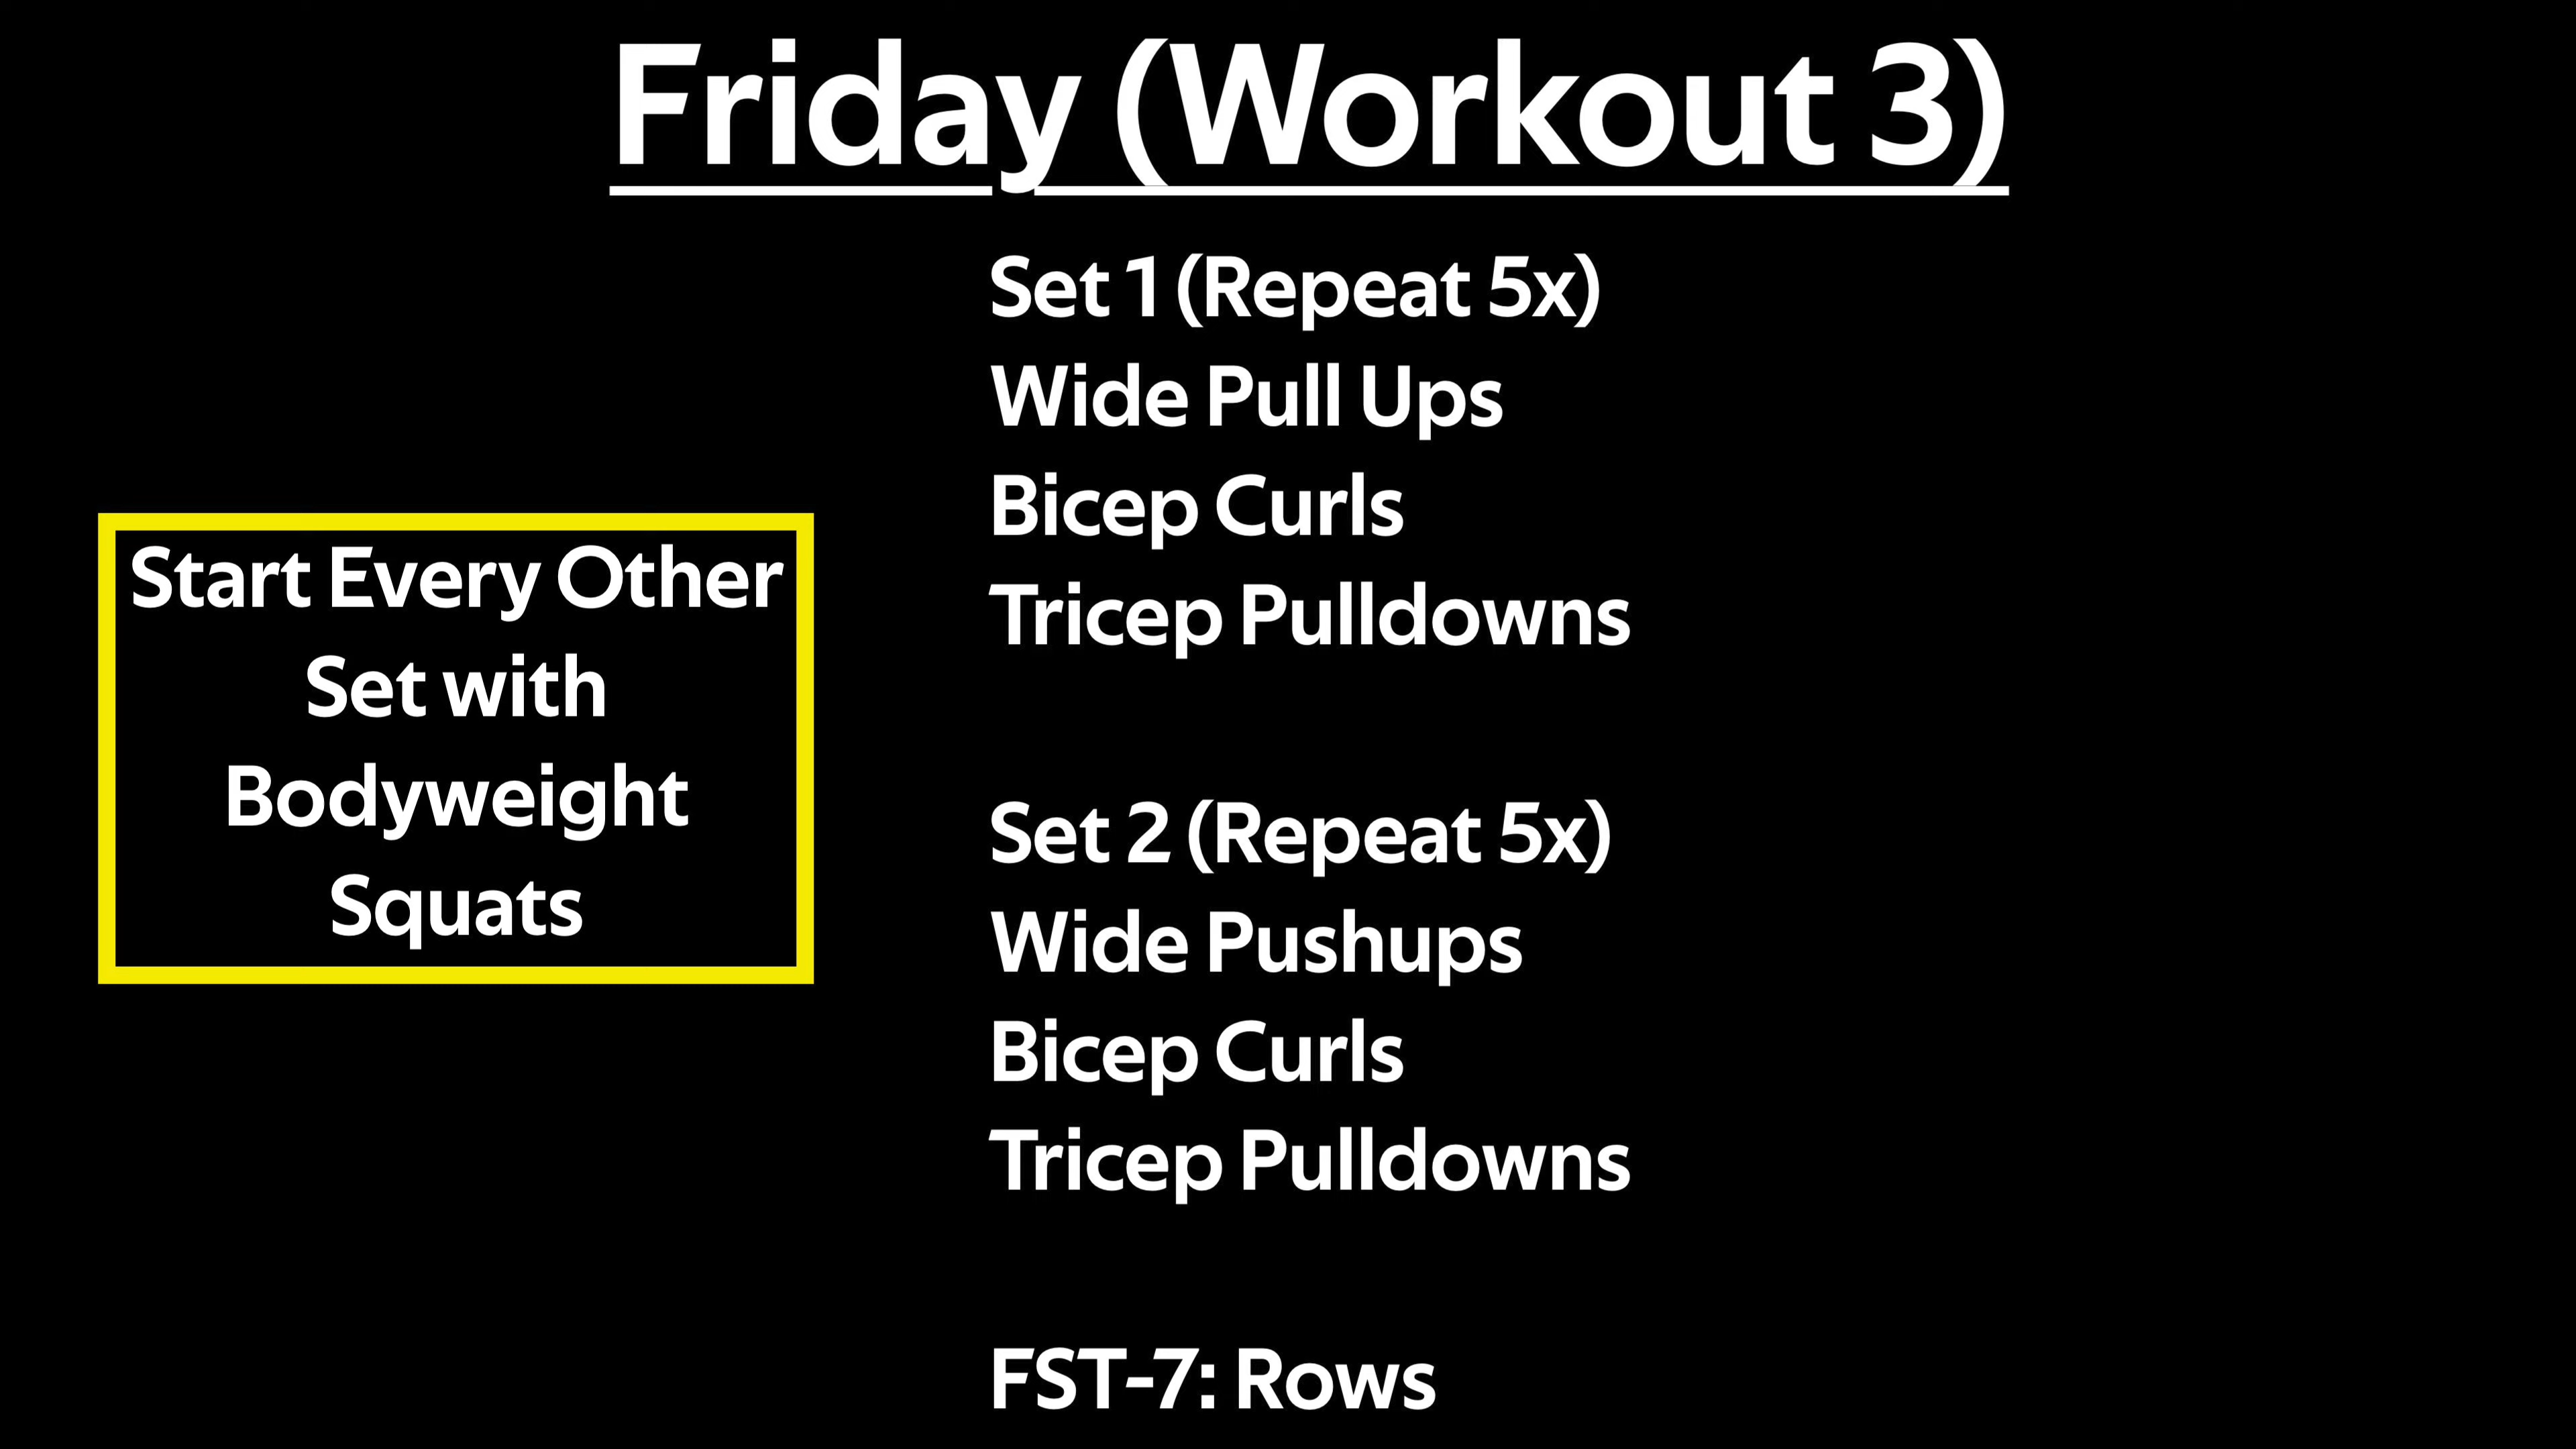 Friday (Workout 3)
Set 1 (Repeat 5x)
Wide Pull Ups
Bicep Curls
Tricep Pulldowns
Start Every Other
Set with
Bodyweight
Squats
Set 2 (Repeat 5x)
Wide Pushups
Bicep Curls
Tricep Pulldowns
FST-7: Rows